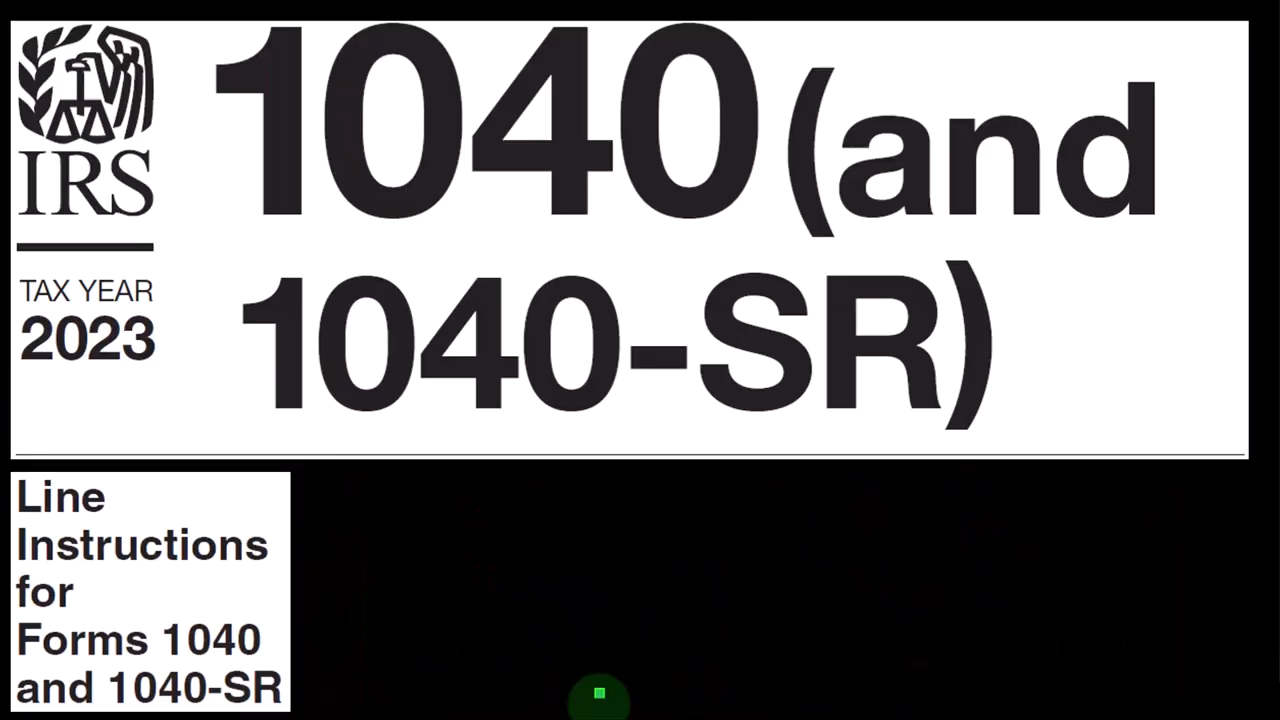 1040 (and
1040-SR)
IRS
TAX YEAR
2023
Line
Instructions
for
Forms 1040
and 1040-SR